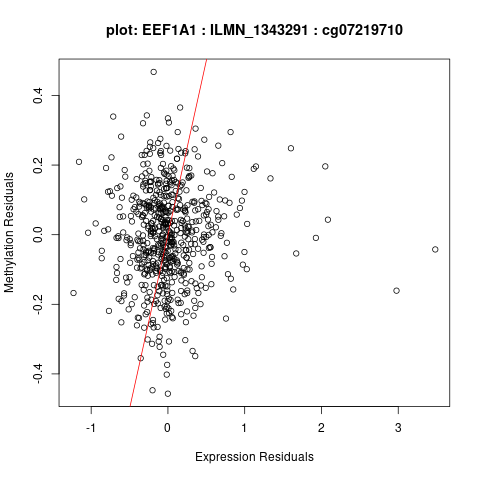 plot: EEF1A1 : ILMN_1343291 : cg07219710
Methylation Residuals
0.4
0.2
0.0
-0.2
-0.4
-1 0 1 2 3
Expression Residuals